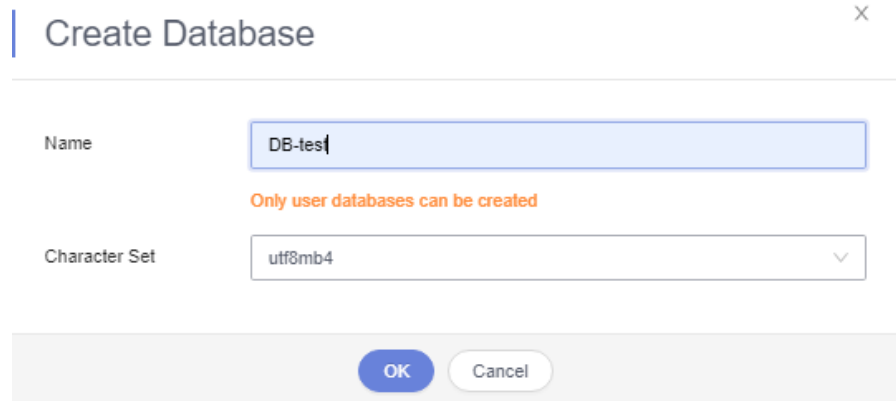 Create Database
Name
DB-test
Only user databases can be created
Character Set
utf8mb4
OK
Cancel